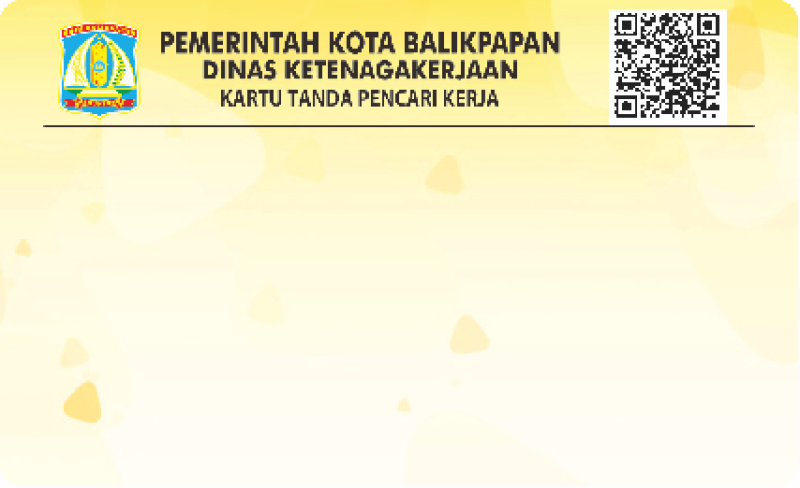 PEMERINTAH KOTA BALIKPAPAN
DINAS KETENAGAKERJAAN
KARTU TANDA PENCARI KERJA